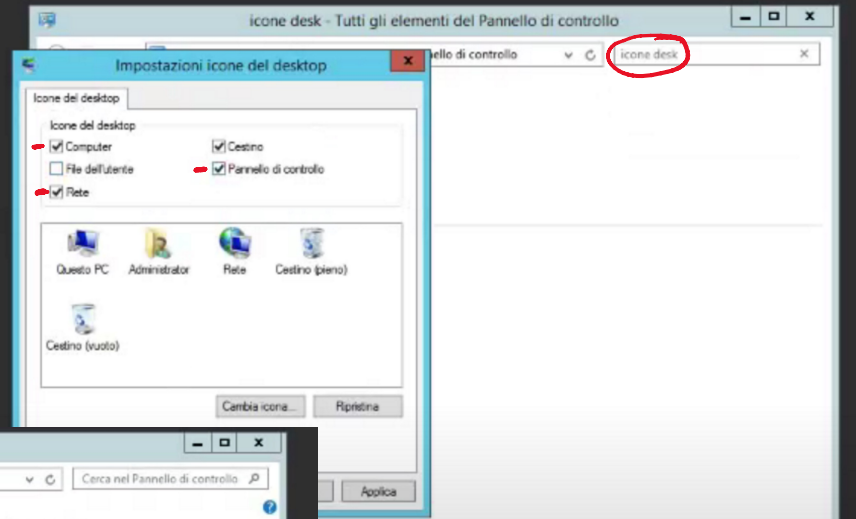 icone desk - Tutti gli elementi del Pannello di controllo
Impostazioni icone del desktop
ello di controllo
icone desk
Icone del desktop
Icone del desktop
Computer
Cestino
File dell'utente
Pannello di controllo
Rete
Questo PC
Administrator
Rete
Cestino (pieno)
Cestino (vuoto)
Cambia icona...
Ripristina
Cerca nel Pannello di controllo
Applica